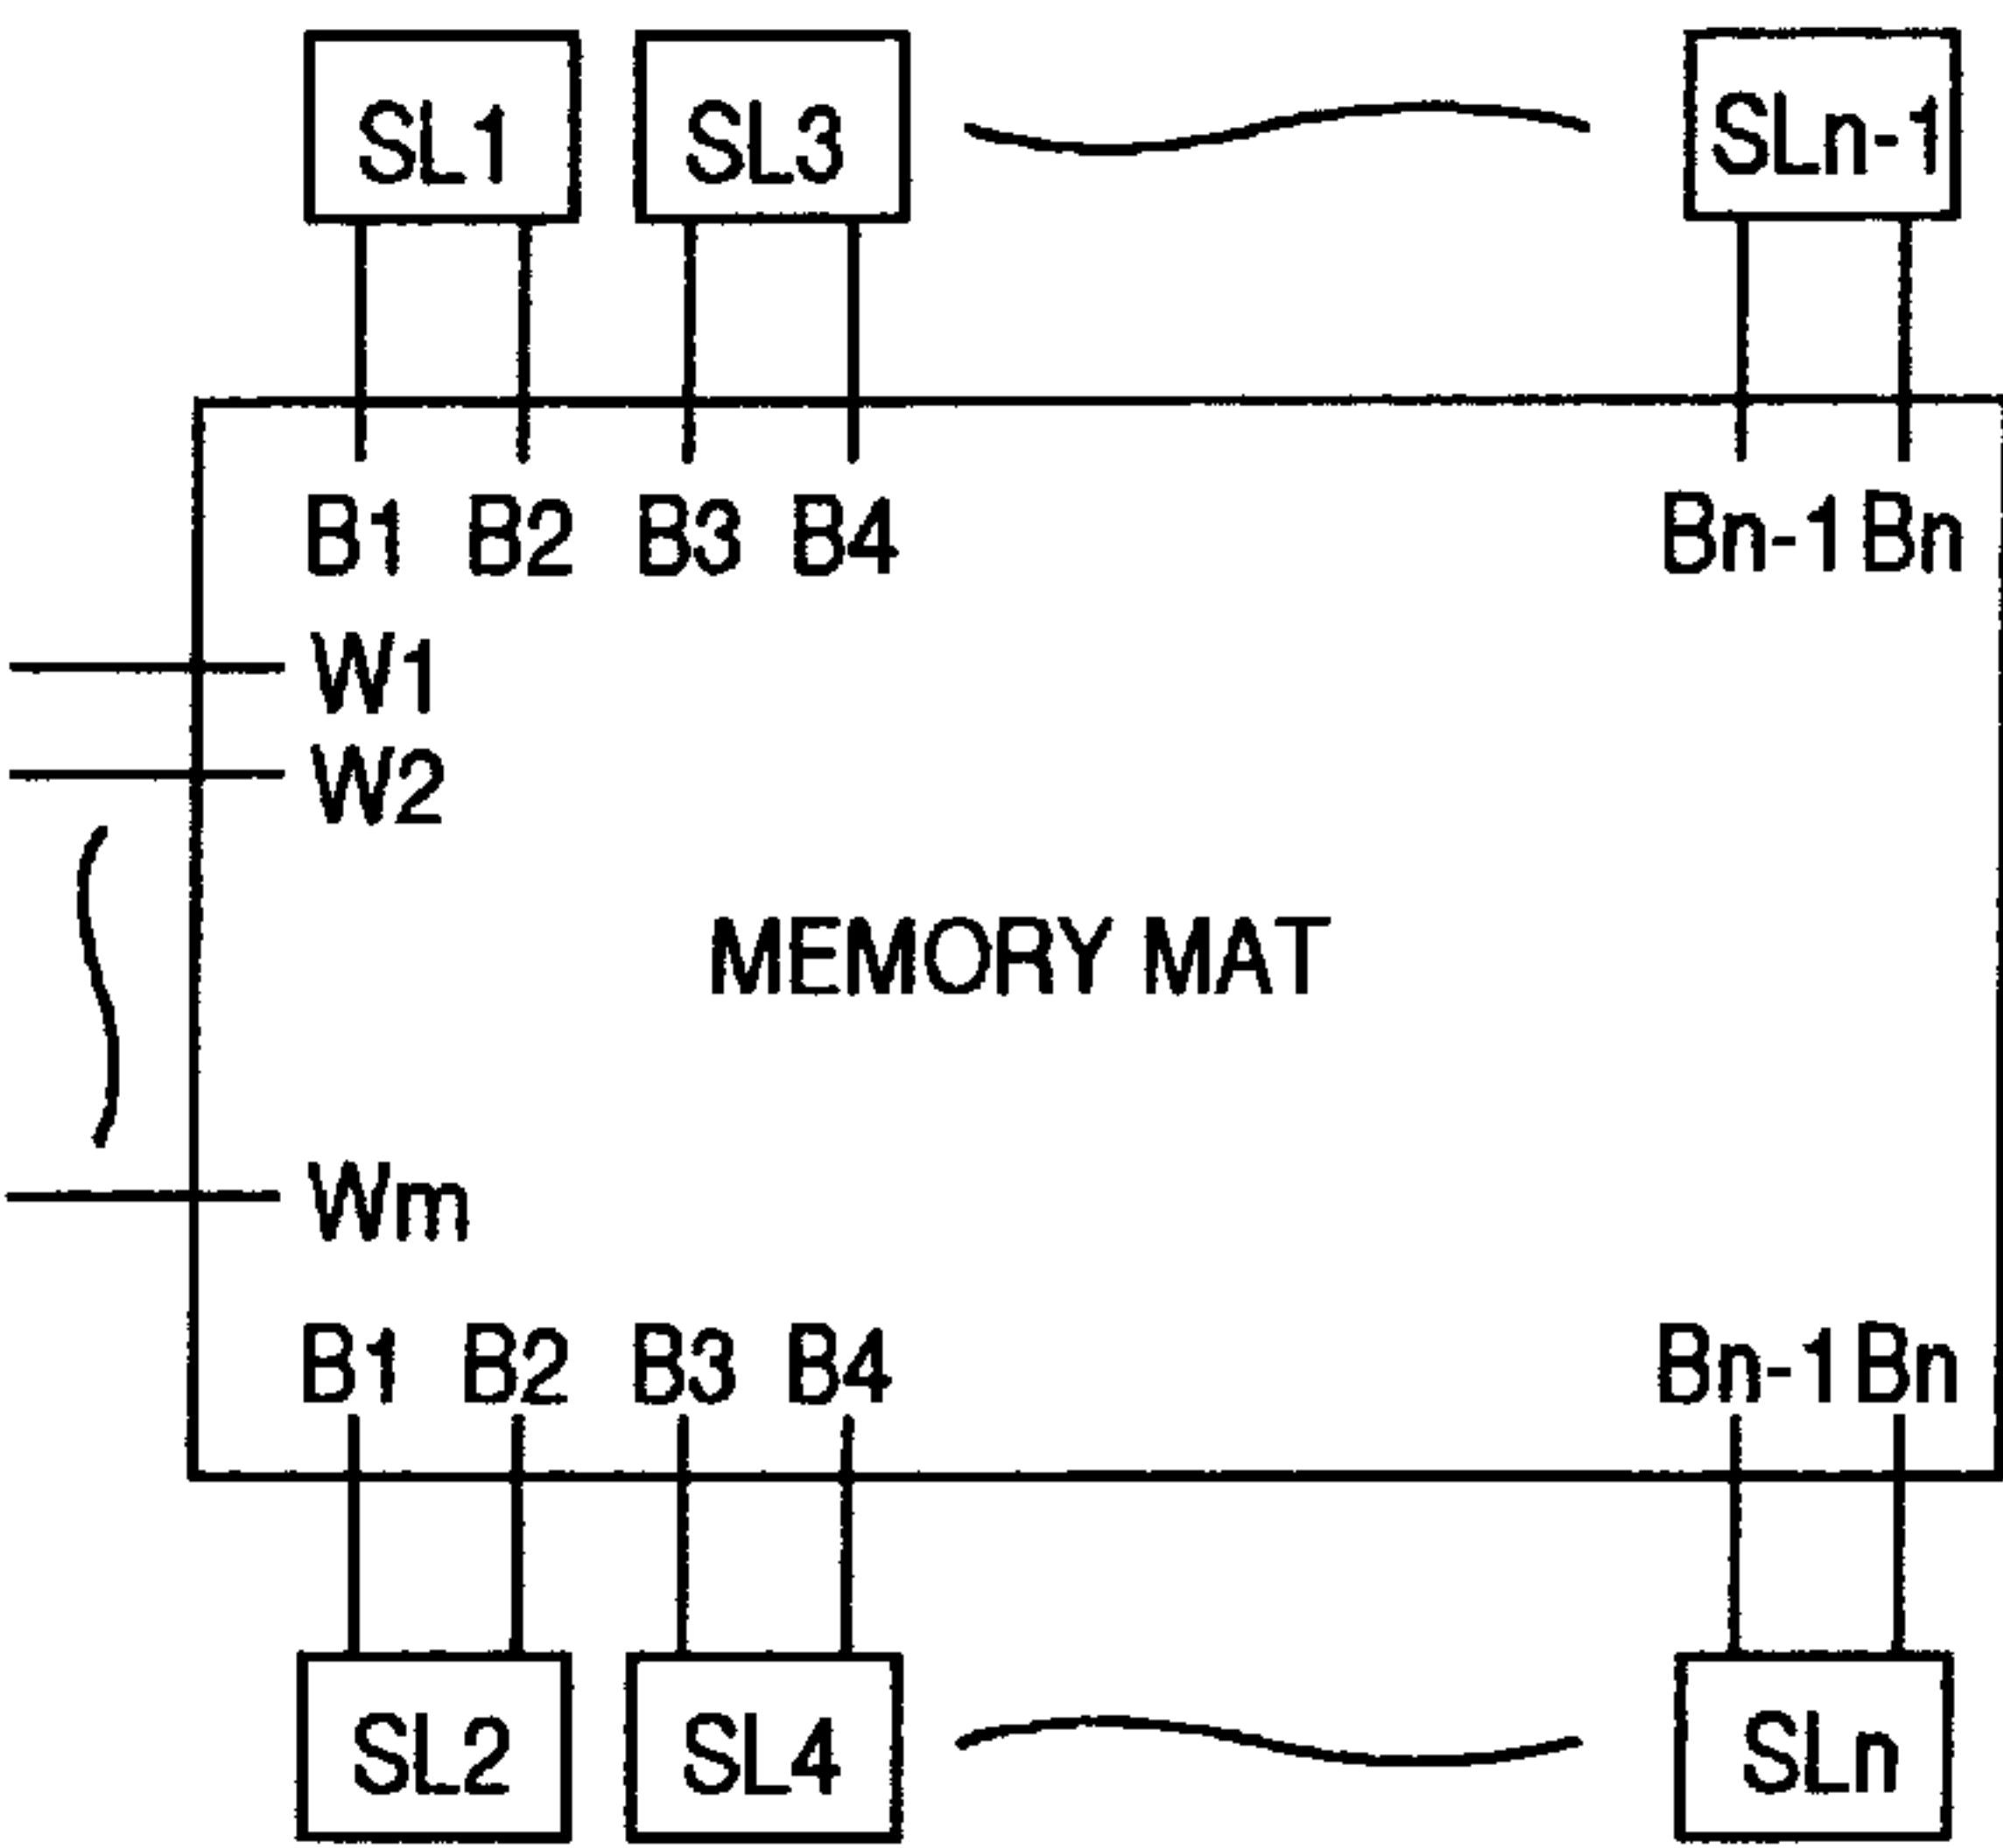 SL1 SL3 SLn-1
B1 B2 B3 B4 Bn-1 Bn
W1
W2
MEMORY MAT
Wm
B1 B2 B3 B4 Bn-1 Bn
SL2 SL4 SLn